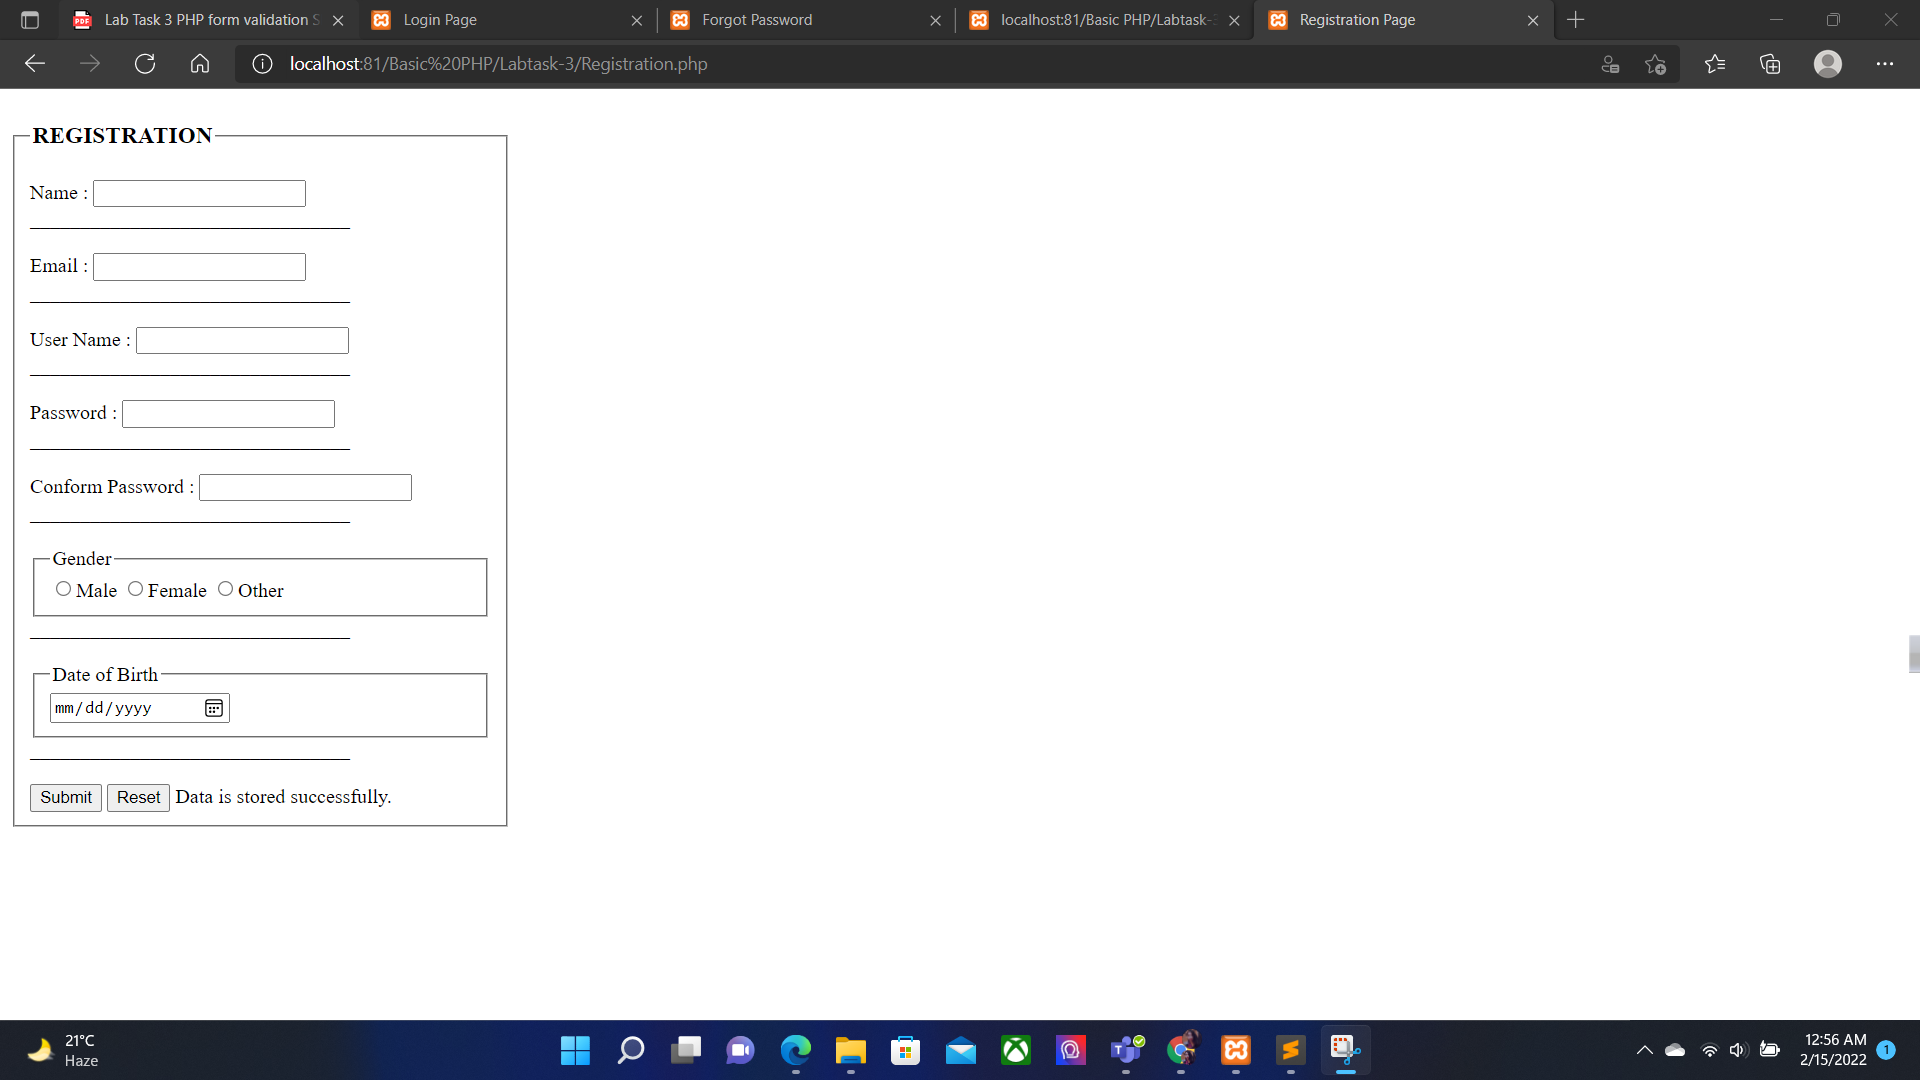 Lab Task 3 PHP form validation S
Login Page
Forgot Password
localhost:81/Basic PHP/Labtask-3
Registration Page
localhost:81/Basic%20PHP/Labtask-3/Registration.php
REGISTRATION
Name :
Email :
User Name :
Password :
Conform Password :
Gender
Male Female Other
Date of Birth
mm/dd/yyyy
Submit Reset Data is stored successfully.
21°C
Haze
12:56 AM
2/15/2022
1